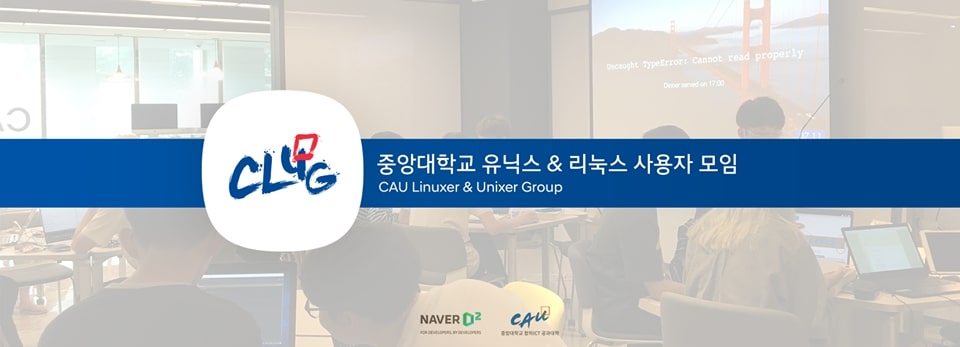 Uncaught TypeError: Cannot read properly
Dinner served on 17:00
CLUG
중앙대학교 유닉스 & 리눅스 사용자 모임
CAU Linuxer & Unixer Group
NAVER D2
FOR DEVELOPERS, BY DEVELOPERS
CAU
중앙대학교 창의ICT 공과대학